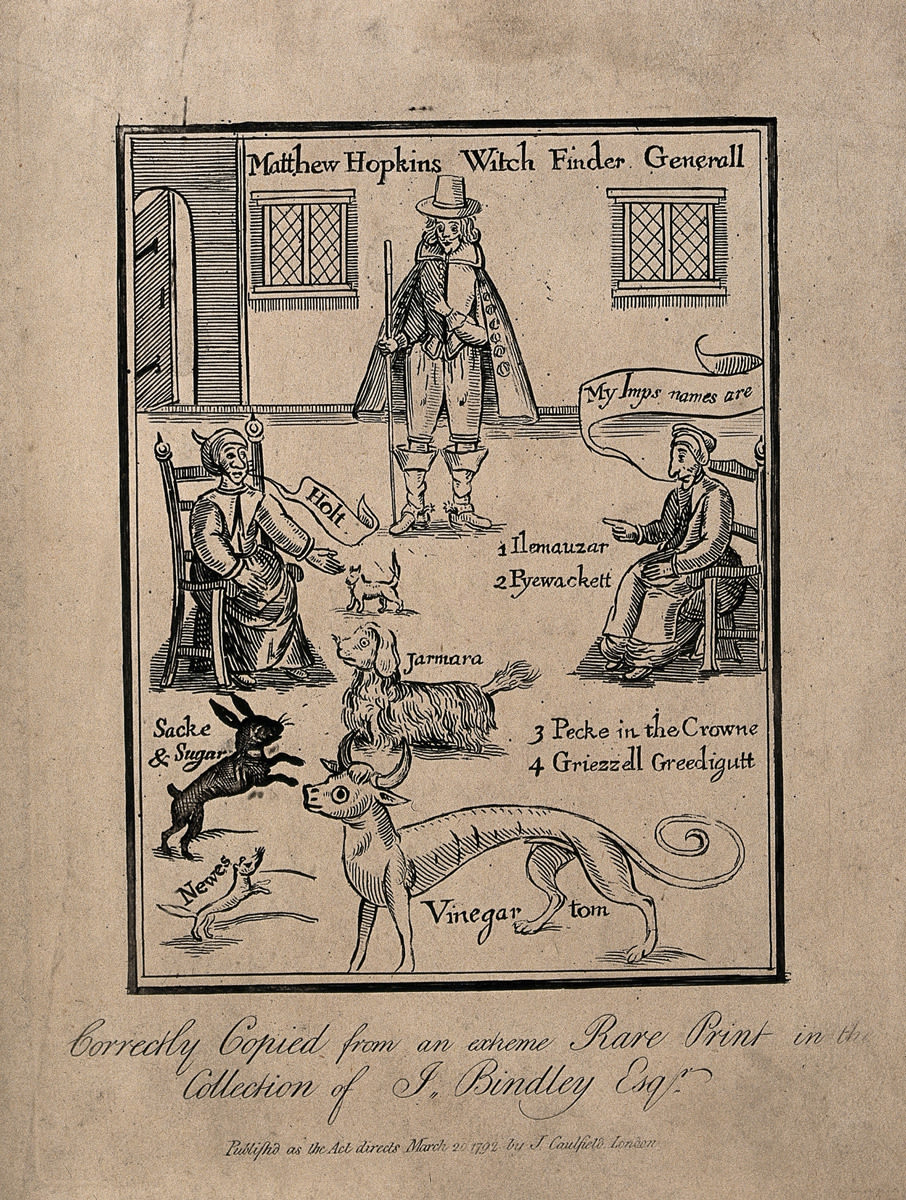 Matthew Hopkins Witch Finder Generall
My Imps names are
Holt
1 Ilemauzar
2 Pyewackett
Jarmara
Sacke
& Sugar
3 Pecke in the Crowne
4 Griezzell Greedigutt
Newes
Vinegar tom
Correctly Copied from an extreme Rare Print in the
Collection of J. Bindley Esqr.
Publish'd as the Act directs March 20 1792 by J. Caulfield London